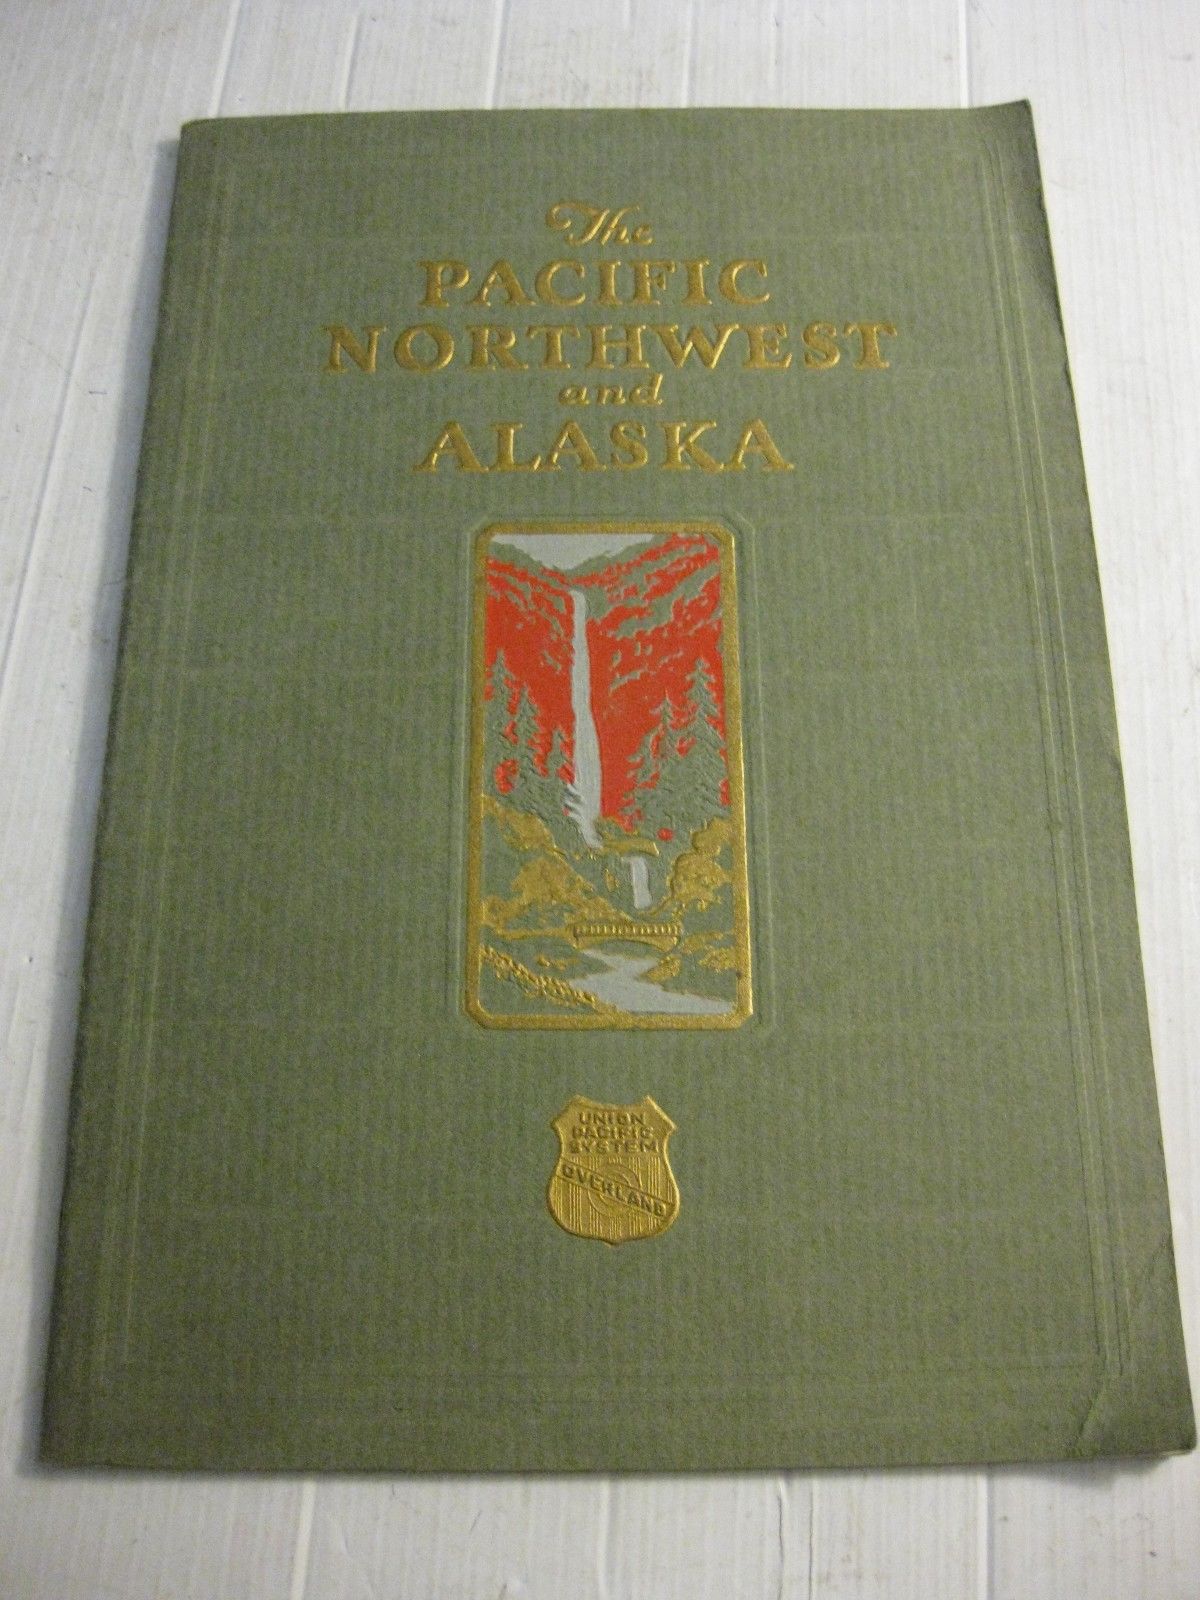 The
PACIFIC
NORTHWEST
and
ALASKA
UNION
PACIFIC
SYSTEM
OVERLAND